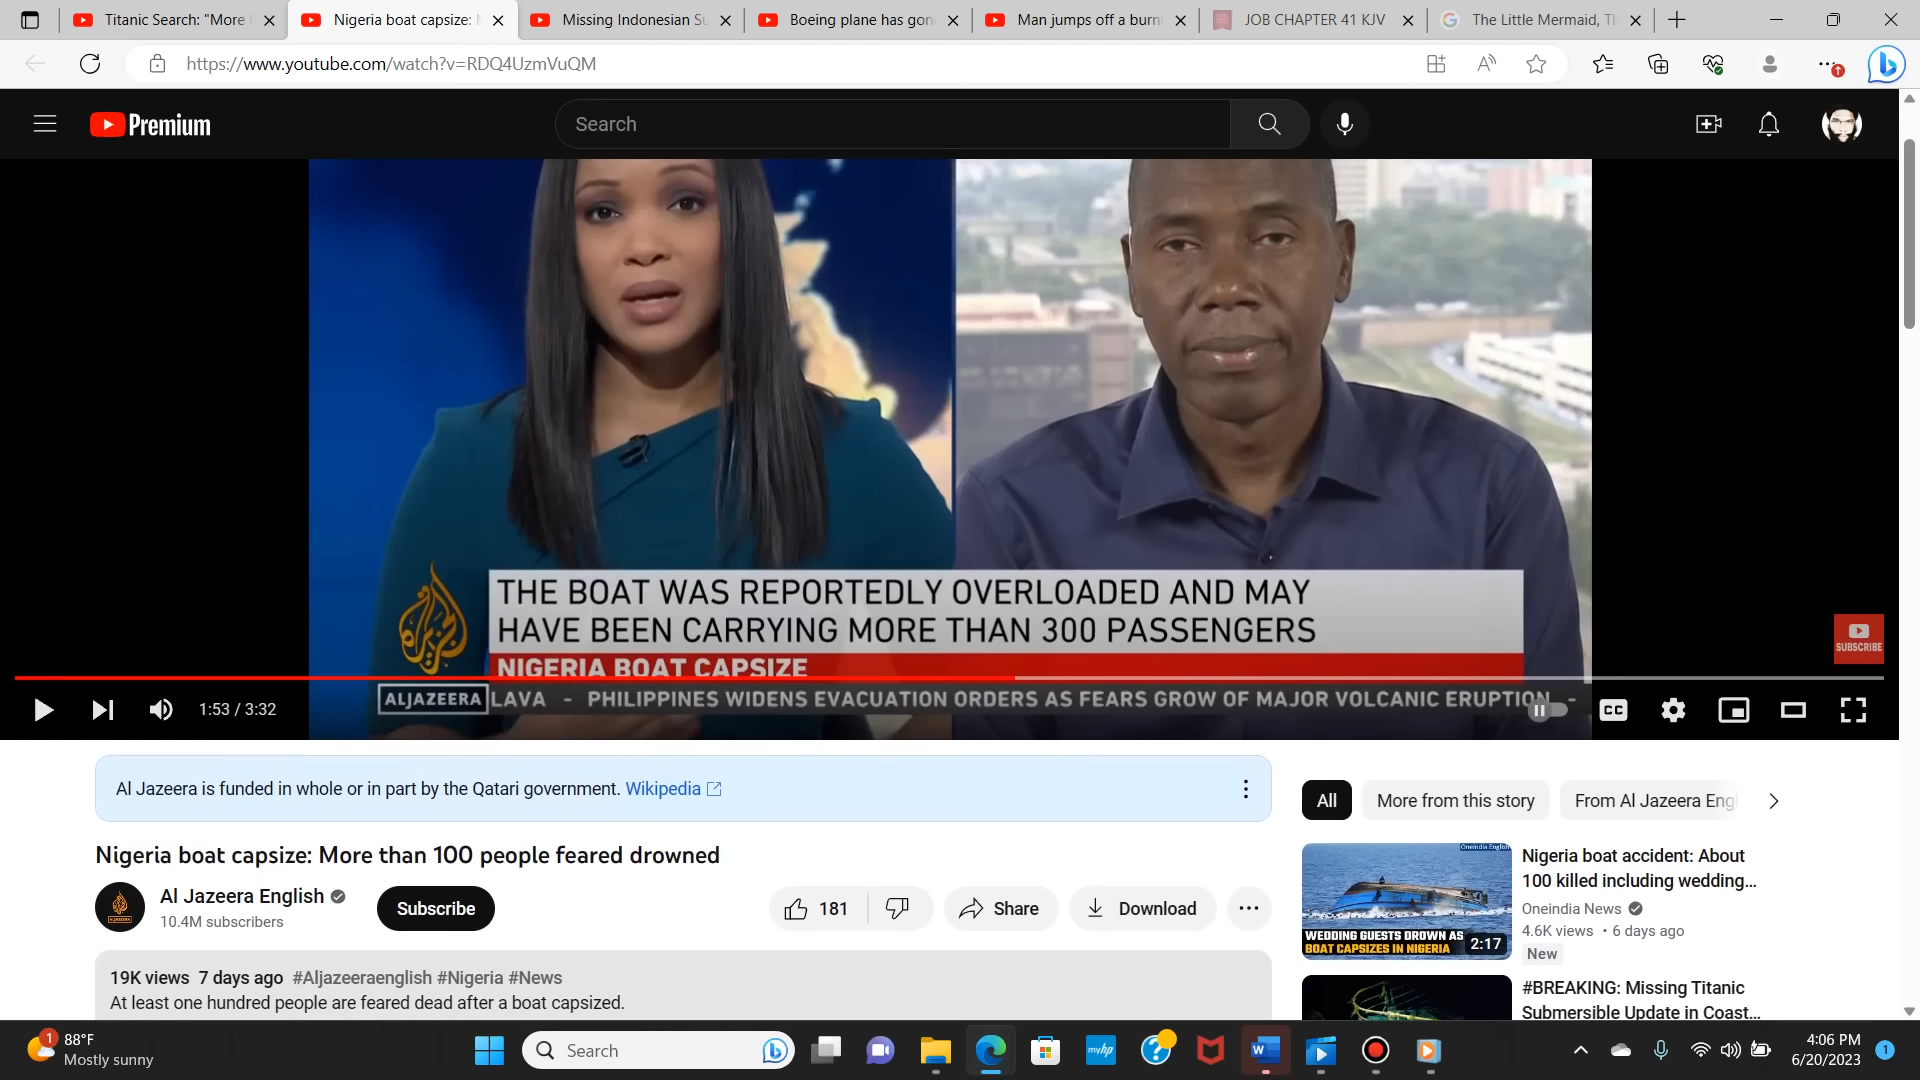 Titanic Search: "More
Nigeria boat capsize:
Missing Indonesian Su
Boeing plane has gon
Man jumps off a burni
JOB CHAPTER 41 KJV
The Little Mermaid, Th
https://www.youtube.com/watch?v=RDQ4UzmVuQM
Premium
Search
THE BOAT WAS REPORTEDLY OVERLOADED AND MAY
HAVE BEEN CARRYING MORE THAN 300 PASSENGERS
NIGERIA BOAT CAPSIZE
SUBSCRIBE
ALJAZEERA LAVA - PHILIPPINES WIDENS EVACUATION ORDERS AS FEARS GROW OF MAJOR VOLCANIC ERUPTION -
1:53 / 3:32
CC
Al Jazeera is funded in whole or in part by the Qatari government. Wikipedia
All
More from this story
From Al Jazeera Engl
Nigeria boat capsize: More than 100 people feared drowned
Al Jazeera English
10.4M subscribers
Subscribe
181
Share
Download
19K views 7 days ago #Aljazeeraenglish #Nigeria #News
At least one hundred people are feared dead after a boat capsized.
Oneindia English
WEDDING GUESTS DROWN AS
BOAT CAPSIZES IN NIGERIA
2:17
Nigeria boat accident: About
100 killed including wedding...
Oneindia News
4.6K views • 6 days ago
New
#BREAKING: Missing Titanic
Submersible Update in Coast...
1
88°F
Mostly sunny
Search
myhp
W
4:06 PM
6/20/2023
1